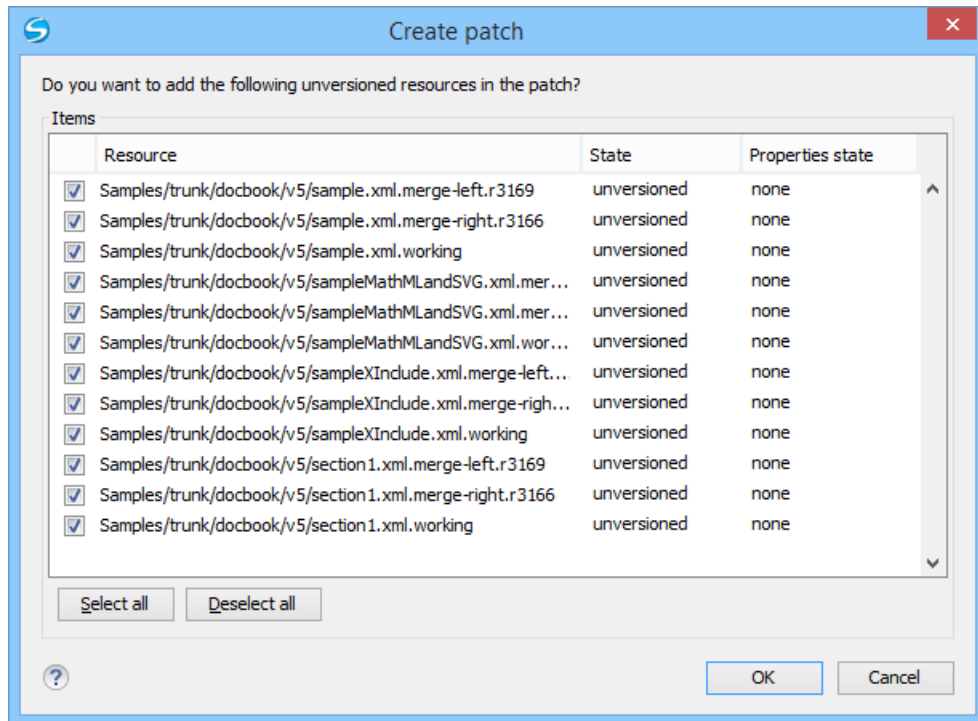 Create patch
Do you want to add the following unversioned resources in the patch?
Items
Resource State Properties state
Samples/trunk/docbook/v5/sample.xml.merge-left.r3169 unversioned none
Samples/trunk/docbook/v5/sample.xml.merge-right.r3166 unversioned none
Samples/trunk/docbook/v5/sample.xml.working unversioned none
Samples/trunk/docbook/v5/sampleMathMLandSVG.xml.mer... unversioned none
Samples/trunk/docbook/v5/sampleMathMLandSVG.xml.mer... unversioned none
Samples/trunk/docbook/v5/sampleMathMLandSVG.xml.wor... unversioned none
Samples/trunk/docbook/v5/sampleXInclude.xml.merge-left... unversioned none
Samples/trunk/docbook/v5/sampleXInclude.xml.merge-righ... unversioned none
Samples/trunk/docbook/v5/sampleXInclude.xml.working unversioned none
Samples/trunk/docbook/v5/section1.xml.merge-left.r3169 unversioned none
Samples/trunk/docbook/v5/section1.xml.merge-right.r3166 unversioned none
Samples/trunk/docbook/v5/section1.xml.working unversioned none
Select all Deselect all
? OK Cancel